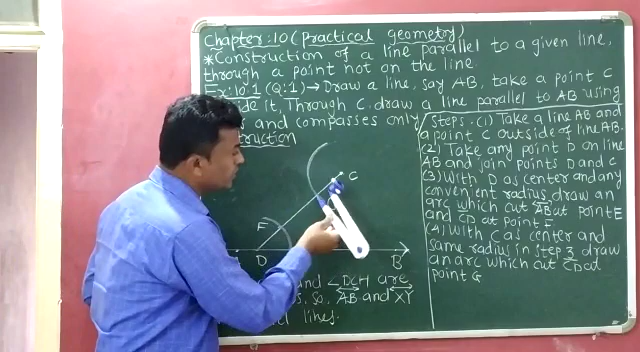 Chapter:10 (Practical geometry)
*Construction of a line parallel to a given line,
through a point not on the line
Ex:10.1 (Q:1) → Draw a line, say AB, take a point C
side it, Through C, draw a line parallel to AB using
and compasses only
struction
Steps:(1) Take a line AB and
a point C outside of line AB.
(2) Take any point D on line
AB and join points D and C
(3) With D as center and any
convenient radius, draw an
arc which cut AB at point E
and CD at point F
(4) With C as center and
same radius in step 3, draw
an arc which cut CD at
point G
C
F
D
B
and ∠DCH are
so, AB and XY
lines.